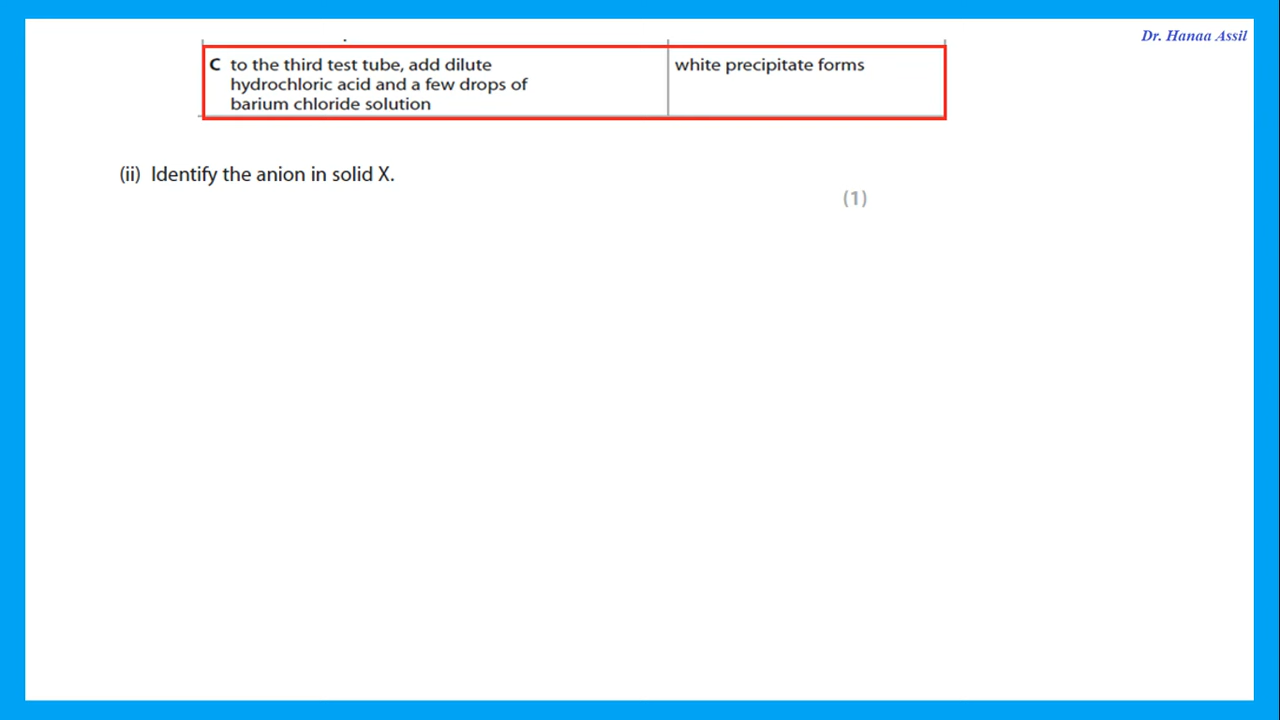 Dr. Hanaa Assil
C to the third test tube, add dilute
hydrochloric acid and a few drops of
barium chloride solution
white precipitate forms
(ii) Identify the anion in solid X.
(1)